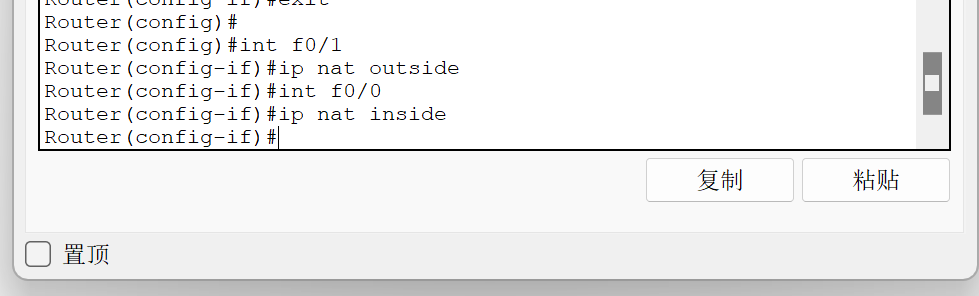 Router(config-if)#exit
Router(config)#
Router(config)#int f0/1
Router(config-if)#ip nat outside
Router(config-if)#int f0/0
Router(config-if)#ip nat inside
Router(config-if)#
复制 粘贴
置顶